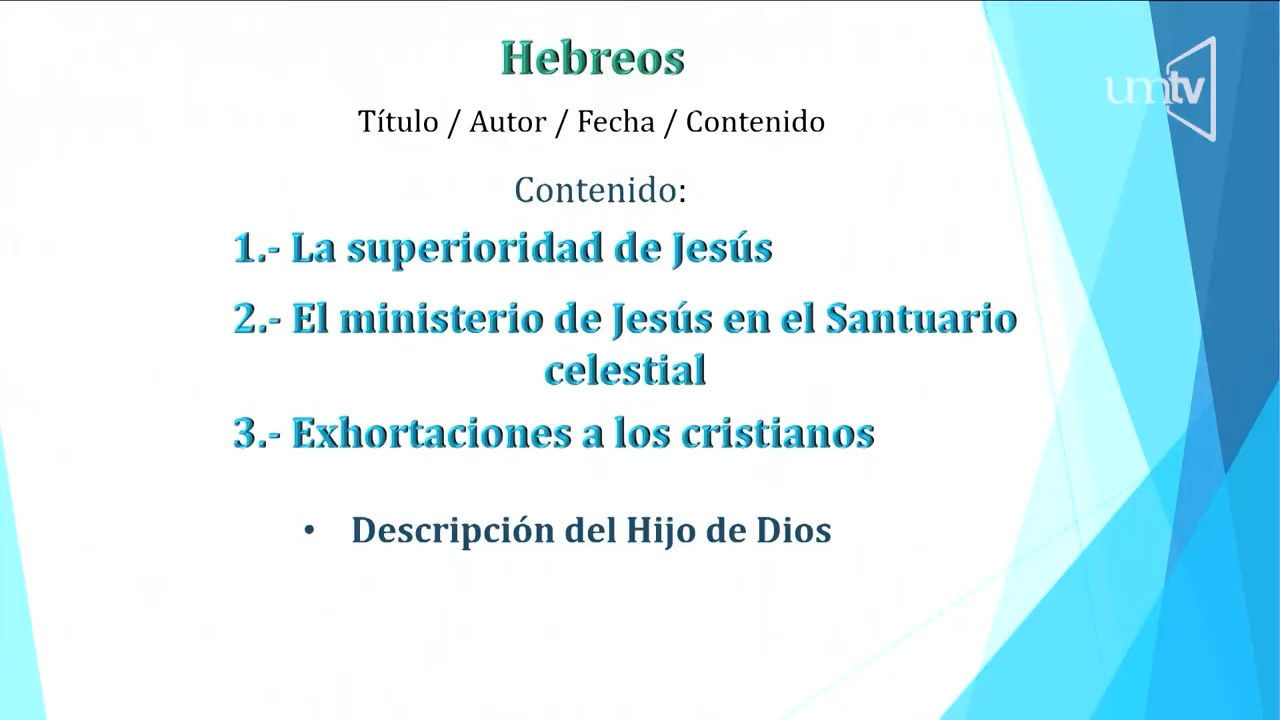 Hebreos
umtv
Título / Autor / Fecha / Contenido
Contenido:
1.- La superioridad de Jesús
2.- El ministerio de Jesús en el Santuario
celestial
3.- Exhortaciones a los cristianos
• Descripción del Hijo de Dios